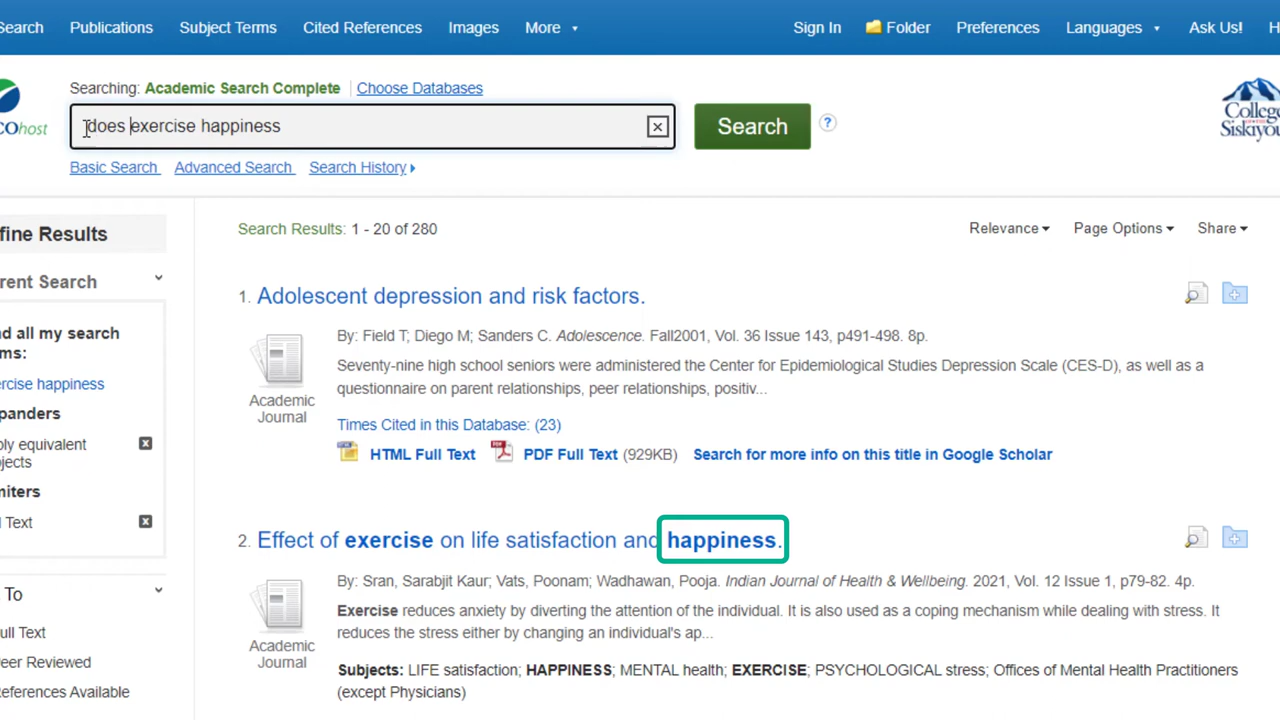 Search Publications Subject Terms Cited References Images More Sign In Folder Preferences Languages Ask Us! H
Searching: Academic Search Complete Choose Databases
does exercise happiness
Search
?
COhost
College
Siskiyou
Basic Search Advanced Search Search History
fine Results
Search Results: 1 - 20 of 280
Relevance Page Options Share
rent Search
d all my search
ms:
rcise happiness
panders
ly equivalent
jects
miters
l Text
To
ull Text
eer Reviewed
References Available
1. Adolescent depression and risk factors.
By: Field T; Diego M; Sanders C. Adolescence. Fall2001, Vol. 36 Issue 143, p491-498. 8p.
Seventy-nine high school seniors were administered the Center for Epidemiological Studies Depression Scale (CES-D), as well as a
questionnaire on parent relationships, peer relationships, positiv...
Academic
Journal
Times Cited in this Database: (23)
HTML Full Text PDF Full Text (929KB) Search for more info on this title in Google Scholar
2. Effect of exercise on life satisfaction and happiness.
By: Sran, Sarabjit Kaur; Vats, Poonam; Wadhawan, Pooja. Indian Journal of Health & Wellbeing. 2021, Vol. 12 Issue 1, p79-82. 4p.
Exercise reduces anxiety by diverting the attention of the individual. It is also used as a coping mechanism while dealing with stress. It
reduces the stress either by changing an individual's ap...
Academic
Journal
Subjects: LIFE satisfaction; HAPPINESS; MENTAL health; EXERCISE; PSYCHOLOGICAL stress; Offices of Mental Health Practitioners
(except Physicians)